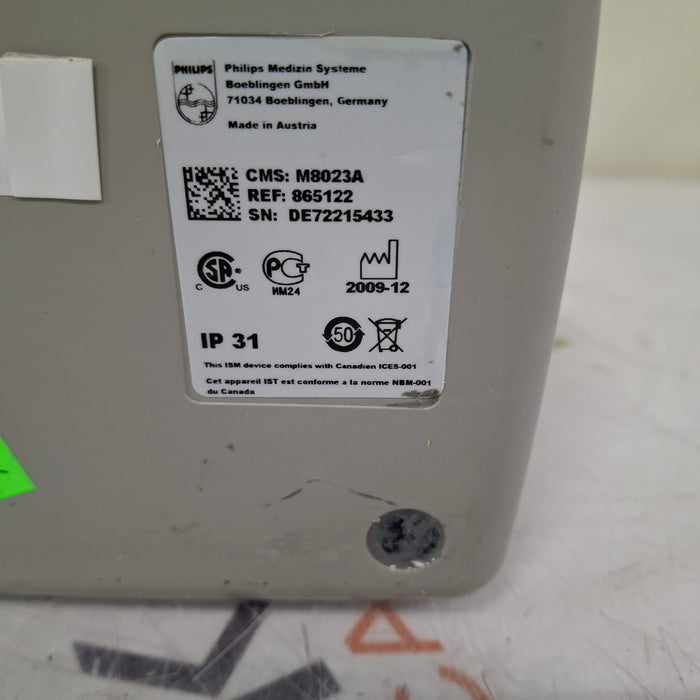 PHILIPS
Philips Medizin Systeme
Boeblingen GmbH
71034 Boeblingen, Germany
Made in Austria
CMS: M8023A
REF: 865122
SN: DE72215433
CSA ®
C US
PCT
ИМ24
2009-12
IP 31
50
This ISM device complies with Canadien ICES-001
Cet appareil IST est conforme a la norme NBM-001
du Canada